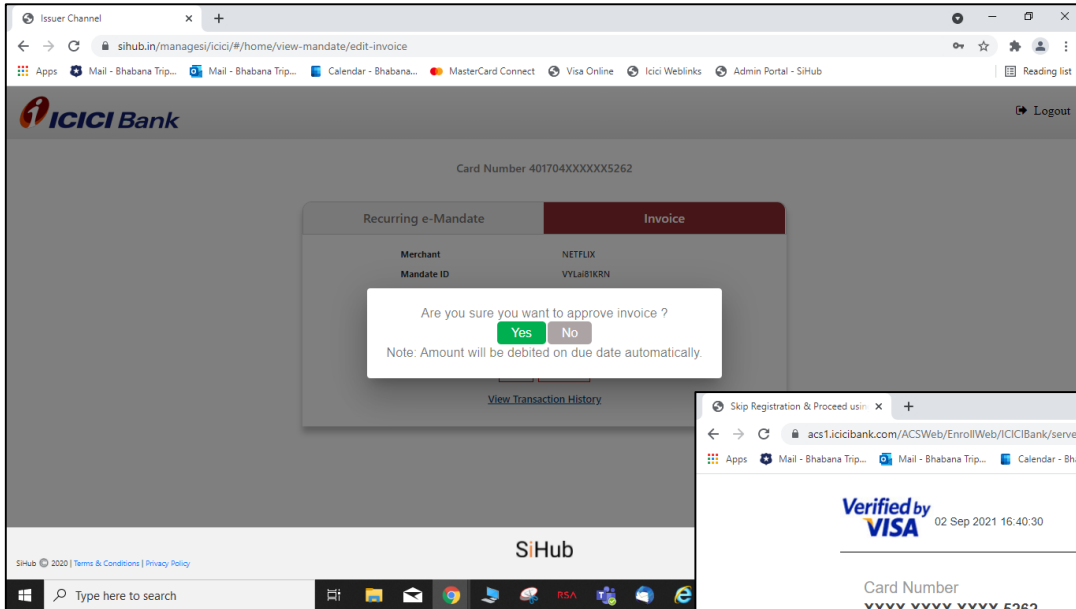 Issuer Channel
sihub.in/managesi/icici/#/home/view-mandate/edit-invoice
Apps Mail - Bhabana Trip... Mail - Bhabana Trip... Calendar - Bhabana... MasterCard Connect Visa Online Icici Weblinks Admin Portal - SiHub Reading list
ICICI Bank
Logout
Card Number 401704XXXXXX5262
Recurring e-Mandate Invoice
Merchant NETFLIX
Mandate ID VYLai81KRN
Are you sure you want to approve invoice ?
Yes No
Note: Amount will be debited on due date automatically.
View Transaction History
SiHub
SiHub © 2020 | Terms & Conditions | Privacy Policy
Type here to search
RSA
Skip Registration & Proceed usin
acs1.icicibank.com/ACSWeb/EnrollWeb/ICICIBank/serve
Apps Mail - Bhabana Trip... Mail - Bhabana Trip... Calendar - Bh
Verified by
VISA 02 Sep 2021 16:40:30
Card Number
XXXX XXXX XXXX 5262